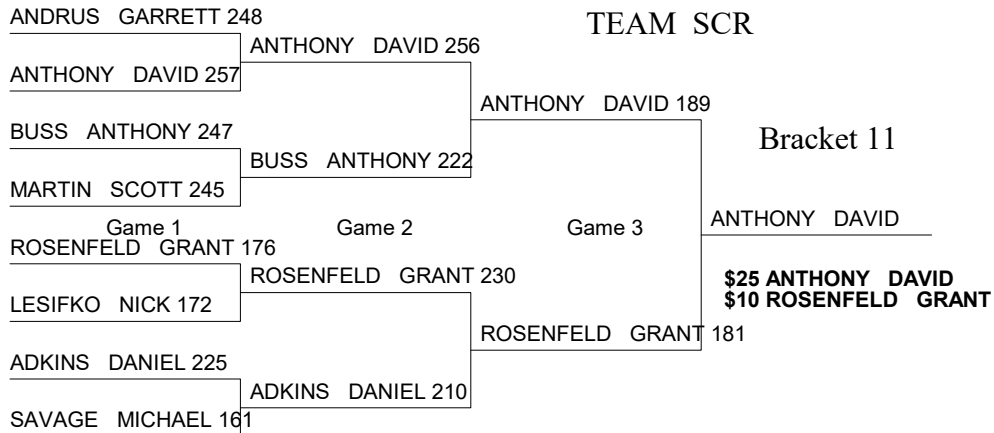 ANDRUS GARRETT 248
TEAM SCR
ANTHONY DAVID 256
ANTHONY DAVID 257
ANTHONY DAVID 189
BUSS ANTHONY 247
Bracket 11
BUSS ANTHONY 222
MARTIN SCOTT 245
ANTHONY DAVID
Game 1
Game 2
Game 3
ROSENFELD GRANT 176
ROSENFELD GRANT 230
$25 ANTHONY DAVID
$10 ROSENFELD GRANT
LESIFKO NICK 172
ROSENFELD GRANT 181
ADKINS DANIEL 225
ADKINS DANIEL 210
SAVAGE MICHAEL 161